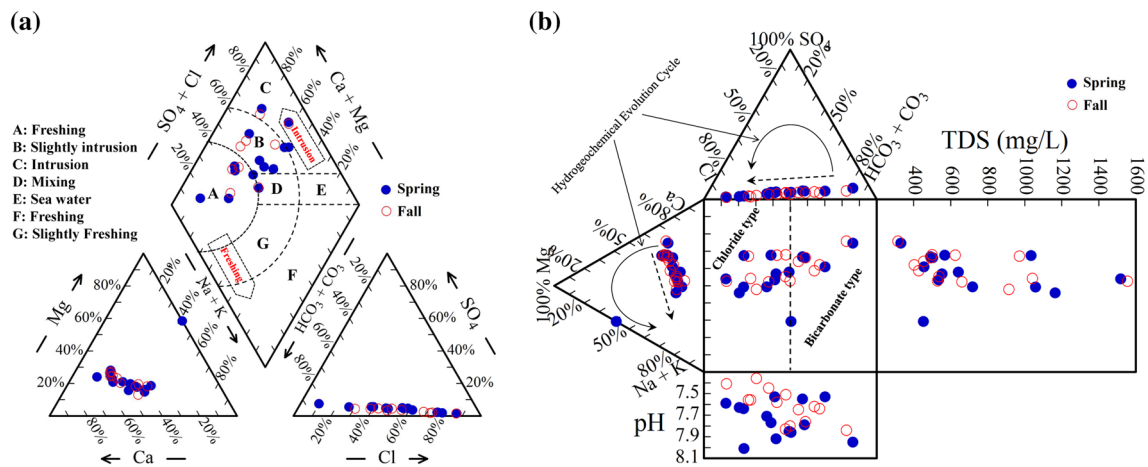 (a)
A: Freshing
B: Slightly intrusion
C: Intrusion
D: Mixing
E: Sea water
F: Freshing
G: Slightly Freshing
SO4 + Cl
Ca + Mg
20%
40%
60%
80%
80%
60%
40%
20%
C
B
A
D
E
G
F
Intrusion
Freshing
Spring
Fall
Mg
80%
60%
40%
20%
Na + K
20%
40%
60%
80%
80%
60%
40%
20%
Ca
HCO3 + CO3
20%
40%
60%
80%
SO4
80%
60%
40%
20%
20%
40%
60%
80%
Cl
(b)
100% SO4
20%
50%
80%
Cl
20%
50%
80%
HCO3 + CO3
Hydrogeochemical Evolution Cycle
Spring
Fall
TDS (mg/L)
400
600
800
1000
1200
1400
1600
Ca
80%
50%
20%
100% Mg
20%
50%
80%
Na + K
Chloride type
Bicarbonate type
pH
7.5
7.7
7.9
8.1